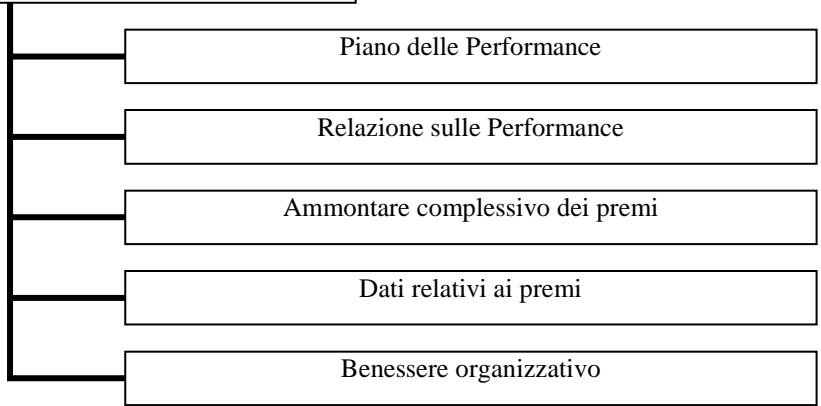 Piano delle Performance
Relazione sulle Performance
Ammontare complessivo dei premi
Dati relativi ai premi
Benessere organizzativo